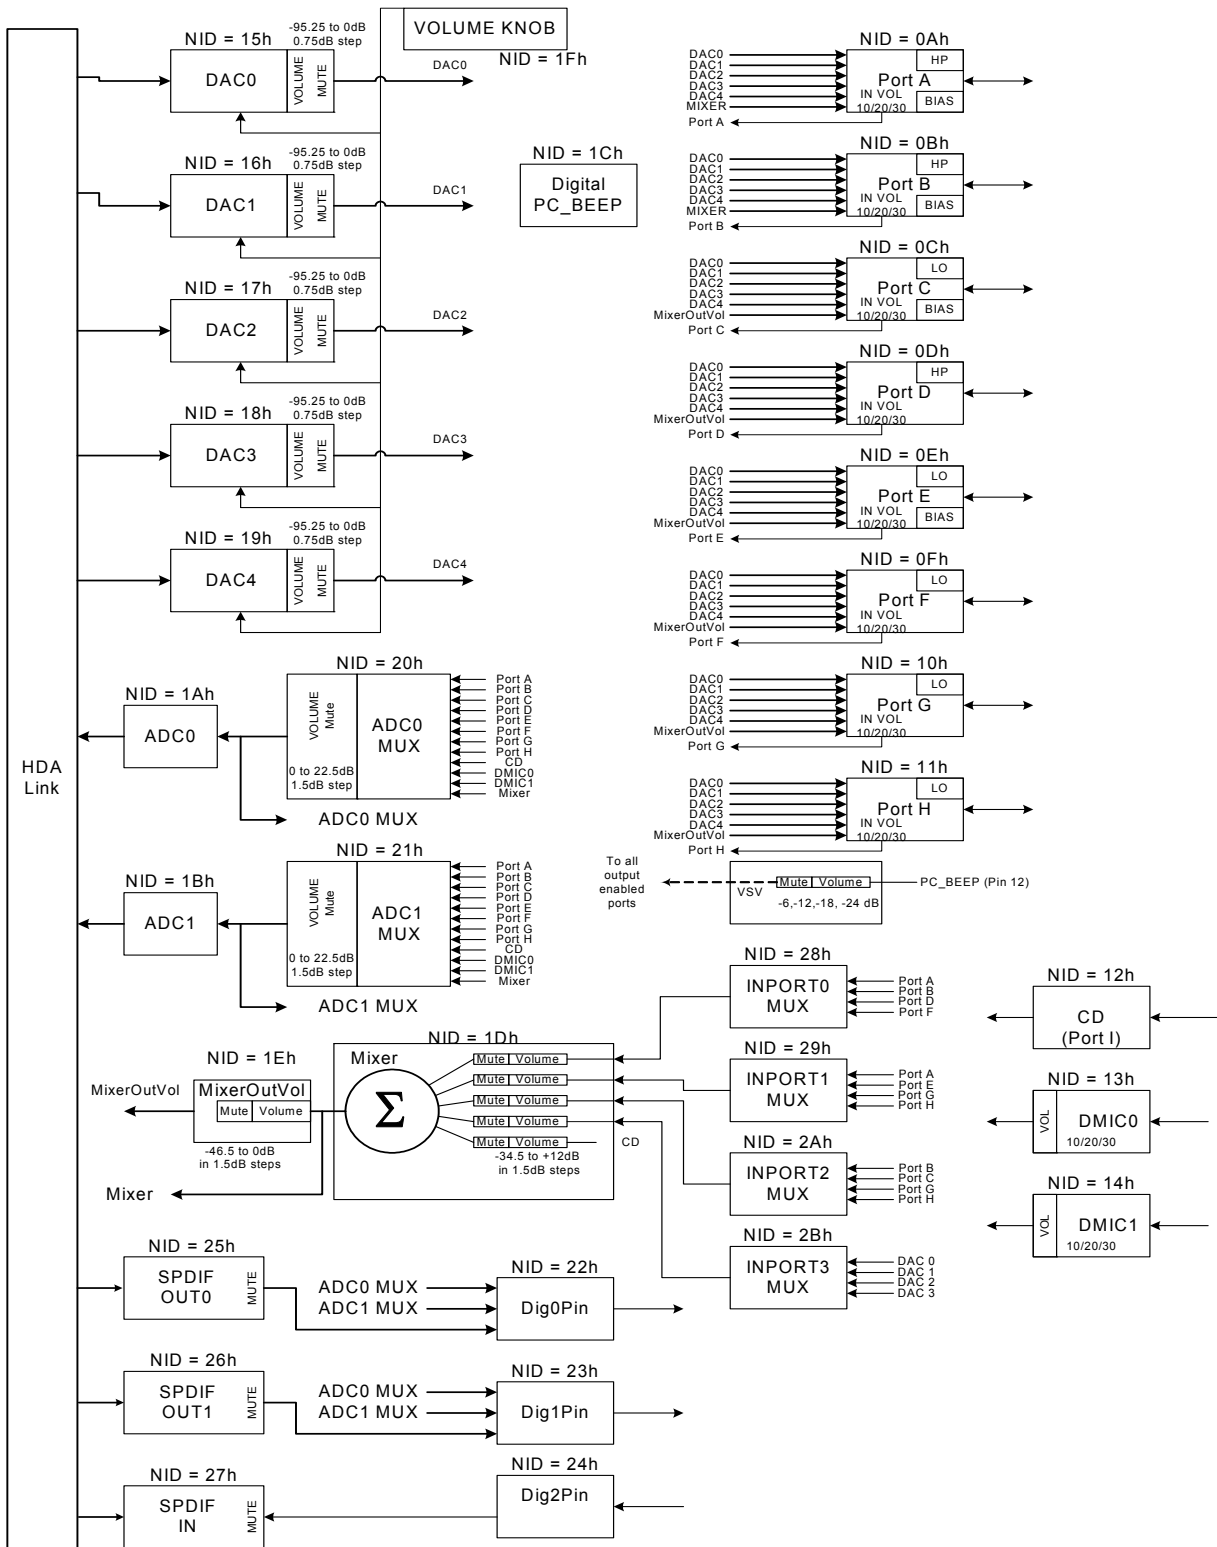 HDA
Link
VOLUME KNOB
NID = 1Fh
NID = 15h
-95.25 to 0dB
0.75dB step
DAC0
VOLUME
MUTE
DAC0
NID = 16h
-95.25 to 0dB
0.75dB step
DAC1
VOLUME
MUTE
DAC1
NID = 17h
-95.25 to 0dB
0.75dB step
DAC2
VOLUME
MUTE
DAC2
NID = 18h
-95.25 to 0dB
0.75dB step
DAC3
VOLUME
MUTE
DAC3
NID = 19h
-95.25 to 0dB
0.75dB step
DAC4
VOLUME
MUTE
DAC4
NID = 1Ch
Digital
PC_BEEP
NID = 0Ah
DAC0
DAC1
DAC2
DAC3
DAC4
MIXER
HP
Port A
IN VOL
10/20/30
BIAS
Port A
NID = 0Bh
DAC0
DAC1
DAC2
DAC3
DAC4
MIXER
HP
Port B
IN VOL
10/20/30
BIAS
Port B
NID = 0Ch
DAC0
DAC1
DAC2
DAC3
DAC4
MixerOutVol
LO
Port C
IN VOL
10/20/30
BIAS
Port C
NID = 0Dh
DAC0
DAC1
DAC2
DAC3
DAC4
MixerOutVol
HP
Port D
IN VOL
10/20/30
Port D
NID = 0Eh
DAC0
DAC1
DAC2
DAC3
DAC4
MixerOutVol
LO
Port E
IN VOL
10/20/30
BIAS
Port E
NID = 0Fh
DAC0
DAC1
DAC2
DAC3
DAC4
MixerOutVol
LO
Port F
IN VOL
10/20/30
Port F
NID = 10h
DAC0
DAC1
DAC2
DAC3
DAC4
MixerOutVol
LO
Port G
IN VOL
10/20/30
Port G
NID = 11h
DAC0
DAC1
DAC2
DAC3
DAC4
MixerOutVol
LO
Port H
IN VOL
10/20/30
Port H
NID = 1Ah
ADC0
NID = 20h
VOLUME
Mute
0 to 22.5dB
1.5dB step
ADC0
MUX
Port A
Port B
Port C
Port D
Port E
Port F
Port G
Port H
CD
DMIC0
DMIC1
Mixer
ADC0 MUX
NID = 1Bh
ADC1
NID = 21h
VOLUME
Mute
0 to 22.5dB
1.5dB step
ADC1
MUX
Port A
Port B
Port C
Port D
Port E
Port F
Port G
Port H
CD
DMIC0
DMIC1
Mixer
ADC1 MUX
To all
output
enabled
ports
VSV
Mute Volume
-6,-12,-18, -24 dB
PC_BEEP (Pin 12)
NID = 28h
INPORT0
MUX
Port A
Port B
Port D
Port F
NID = 29h
INPORT1
MUX
Port A
Port E
Port G
Port H
NID = 2Ah
INPORT2
MUX
Port B
Port C
Port G
Port H
NID = 2Bh
INPORT3
MUX
DAC 0
DAC 1
DAC 2
DAC 3
NID = 12h
CD
(Port I)
NID = 13h
VOL
DMIC0
10/20/30
NID = 14h
VOL
DMIC1
10/20/30
NID = 1Dh
Mixer
Σ
Mute Volume
Mute Volume
Mute Volume
Mute Volume
Mute Volume
CD
-34.5 to +12dB
in 1.5dB steps
NID = 1Eh
MixerOutVol
MixerOutVol
Mute Volume
-46.5 to 0dB
in 1.5dB steps
Mixer
NID = 25h
SPDIF
OUT0
MUTE
ADC0 MUX
ADC1 MUX
NID = 22h
Dig0Pin
NID = 26h
SPDIF
OUT1
MUTE
ADC0 MUX
ADC1 MUX
NID = 23h
Dig1Pin
NID = 27h
SPDIF
IN
MUTE
NID = 24h
Dig2Pin